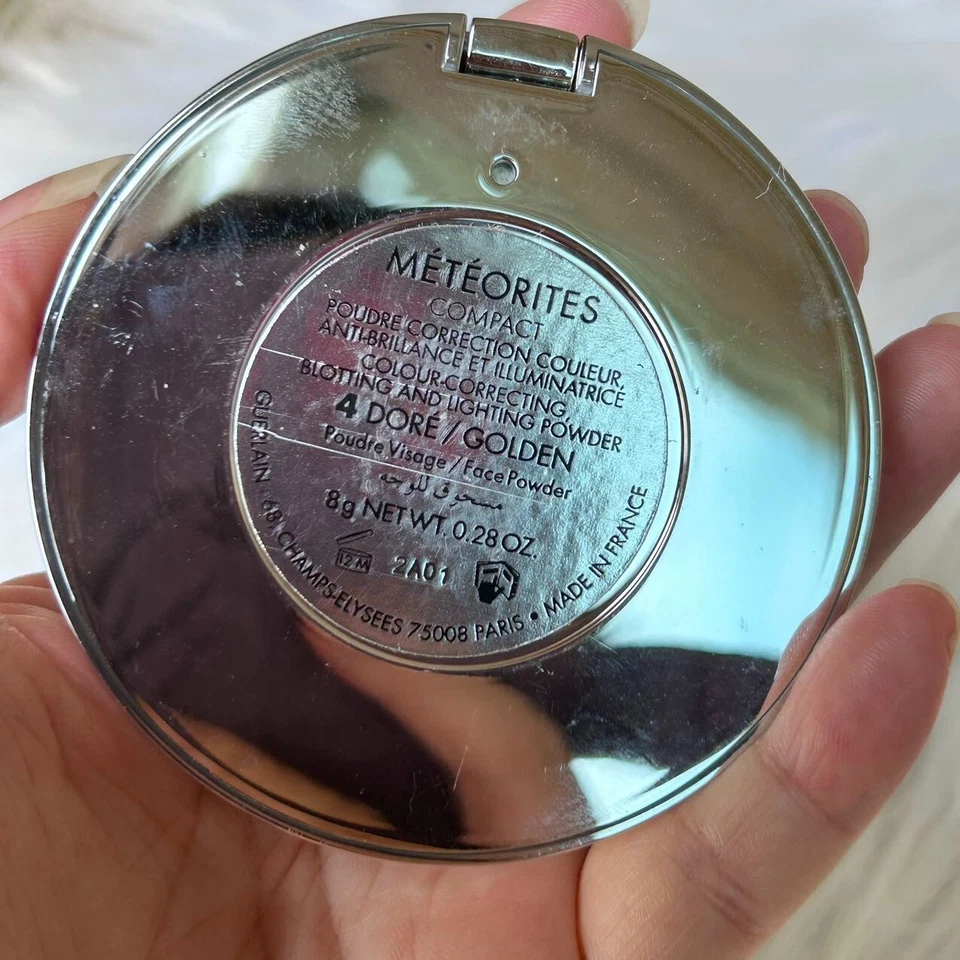 MÉTÉORITES
COMPACT
POUDRE CORRECTION COULEUR,
ANTI-BRILLANCE ET ILLUMINATRICE
COLOUR-CORRECTING,
BLOTTING AND LIGHTING POWDER
4 DORÉ / GOLDEN
Poudre Visage / Face Powder
مسحوق للوجه
8g NET WT. 0.28 OZ.
12 M 2A01
GUERLAIN · 68, CHAMPS-ELYSEES 75008 PARIS • MADE IN FRANCE